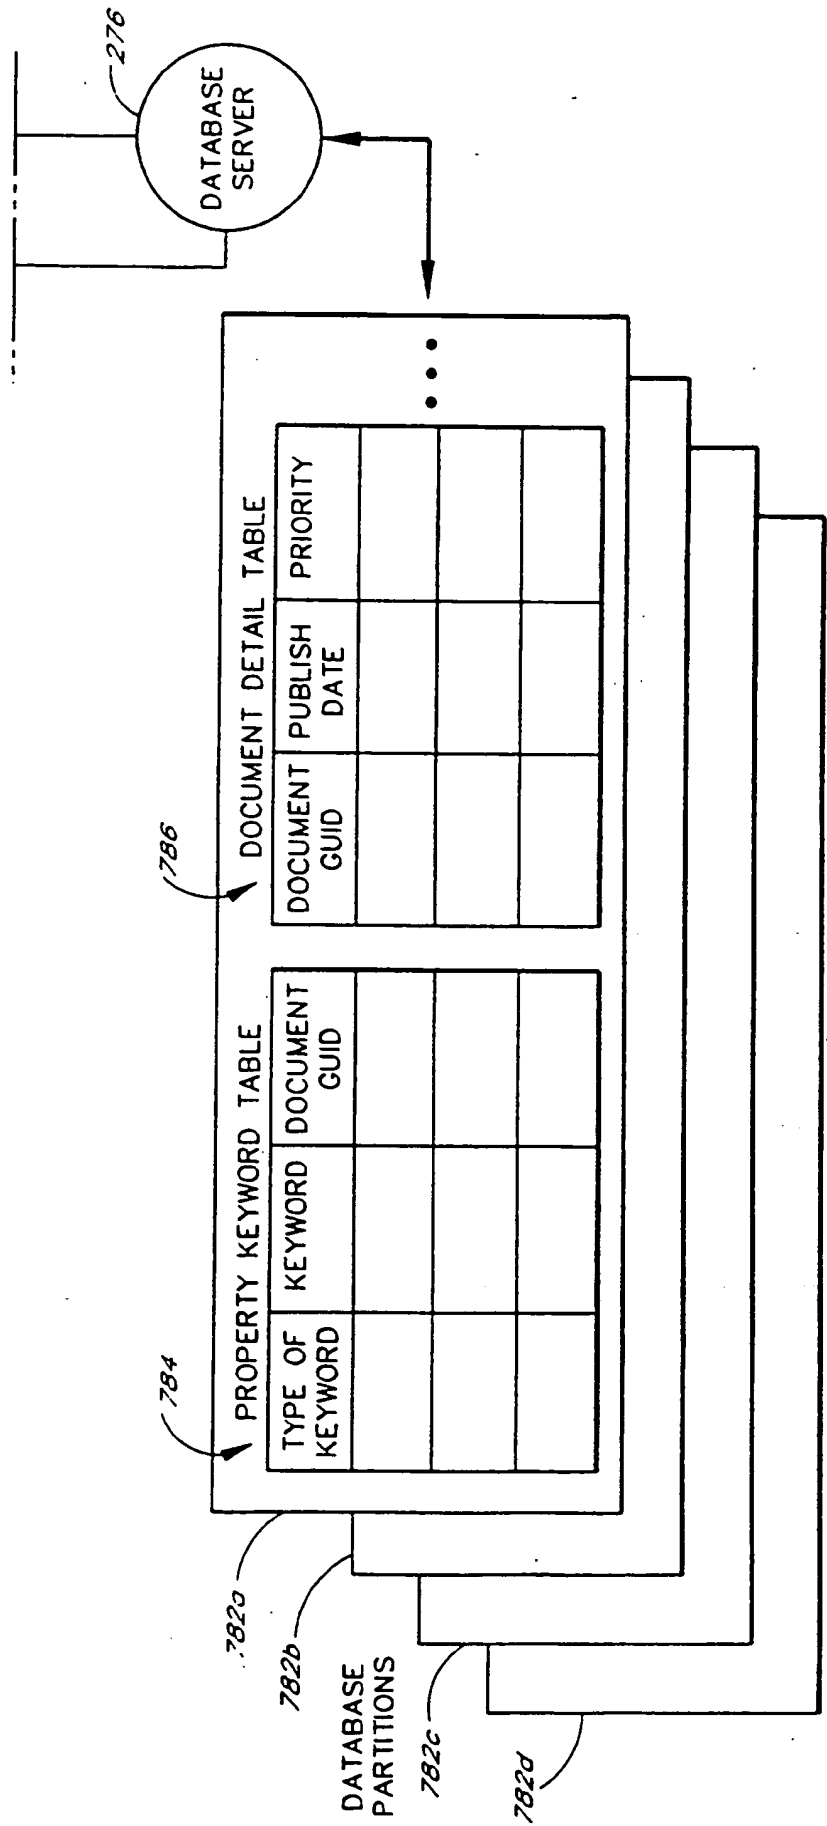 276
DATABASE
SERVER
786
DOCUMENT DETAIL TABLE
DOCUMENT
GUID
PUBLISH
DATE
PRIORITY
784
PROPERTY KEYWORD TABLE
TYPE OF
KEYWORD
KEYWORD
DOCUMENT
GUID
782a
782b
DATABASE
PARTITIONS
782c
782d